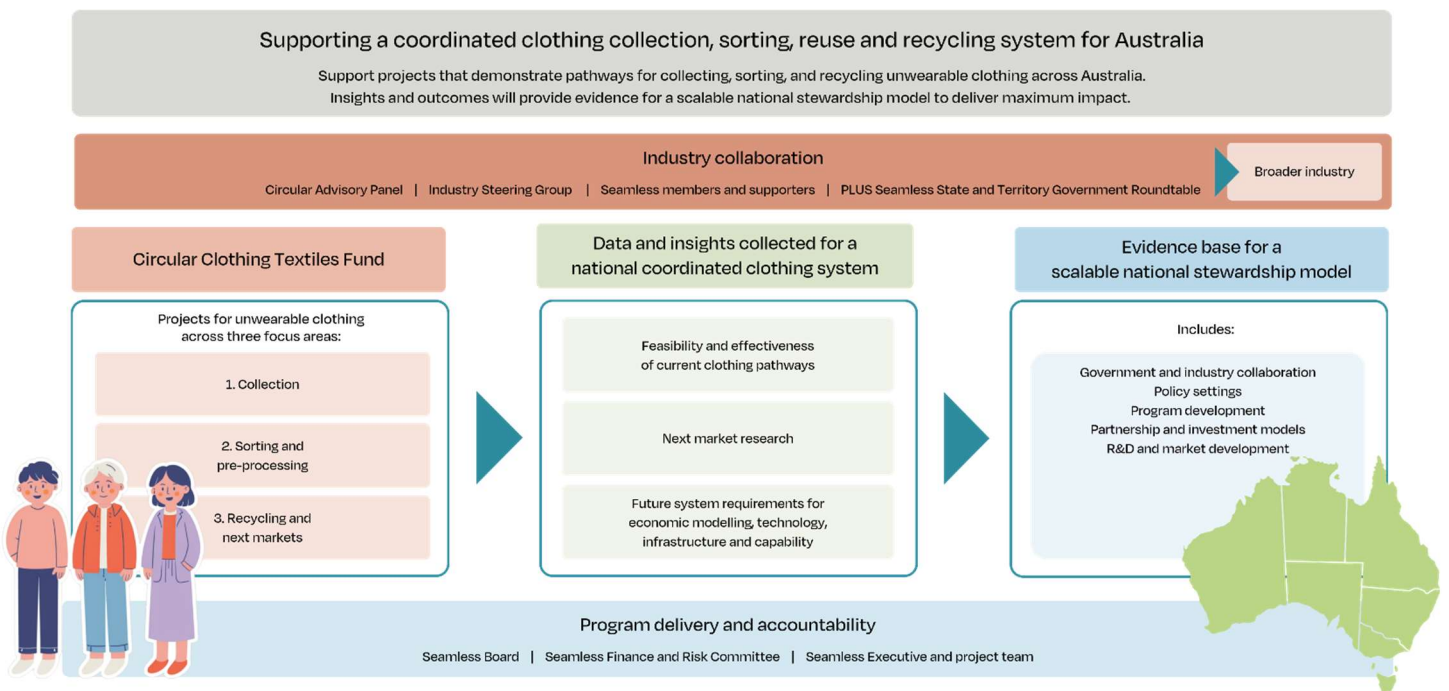 Supporting a coordinated clothing collection, sorting, reuse and recycling system for Australia
Support projects that demonstrate pathways for collecting, sorting, and recycling unwearable clothing across Australia.
Insights and outcomes will provide evidence for a scalable national stewardship model to deliver maximum impact.
Industry collaboration
Circular Advisory Panel | Industry Steering Group | Seamless members and supporters | PLUS Seamless State and Territory Government Roundtable
Broader industry
Circular Clothing Textiles Fund
Projects for unwearable clothing
across three focus areas:
1. Collection
2. Sorting and
pre-processing
3. Recycling and
next markets
Data and insights collected for a
national coordinated clothing system
Feasibility and effectiveness
of current clothing pathways
Next market research
Future system requirements for
economic modelling, technology,
infrastructure and capability
Evidence base for a
scalable national stewardship model
Includes:
Government and industry collaboration
Policy settings
Program development
Partnership and investment models
R&D and market development
Program delivery and accountability
Seamless Board | Seamless Finance and Risk Committee | Seamless Executive and project team